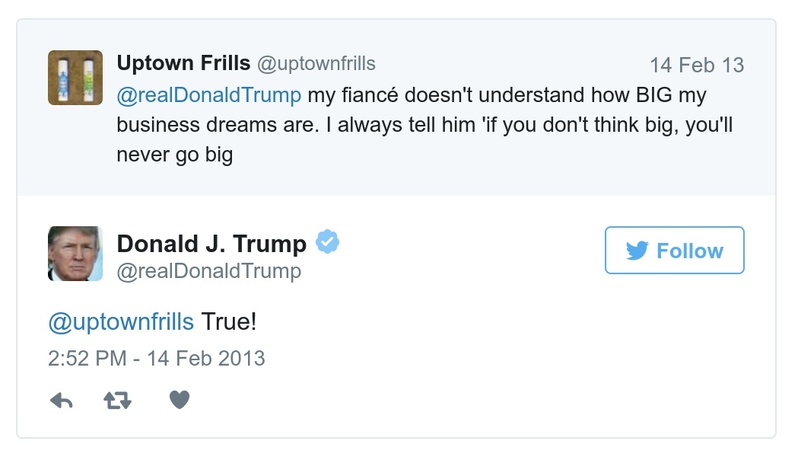 Uptown Frills @uptownfrills 14 Feb 13
@realDonaldTrump my fiancé doesn't understand how BIG my
business dreams are. I always tell him 'if you don't think big, you'll
never go big
Donald J. Trump
Follow
@realDonaldTrump
@uptownfrills True!
2:52 PM - 14 Feb 2013